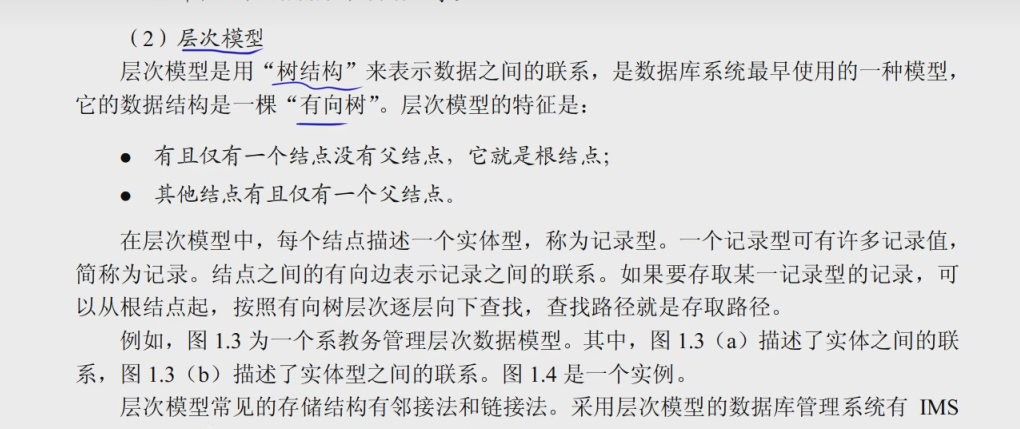 （2）层次模型
层次模型是用“树结构”来表示数据之间的联系，是数据库系统最早使用的一种模型，
它的数据结构是一棵“有向树”。层次模型的特征是：
● 有且仅有一个结点没有父结点，它就是根结点；
● 其他结点有且仅有一个父结点。
在层次模型中，每个结点描述一个实体型，称为记录型。一个记录型可有许多记录值，
简称为记录。结点之间的有向边表示记录之间的联系。如果要存取某一记录型的记录，可
以从根结点起，按照有向树层次逐层向下查找，查找路径就是存取路径。
例如，图 1.3 为一个系教务管理层次数据模型。其中，图 1.3（a）描述了实体之间的联
系，图 1.3（b）描述了实体型之间的联系。图 1.4 是一个实例。
层次模型常见的存储结构有邻接法和链接法。采用层次模型的数据库管理系统有 IMS